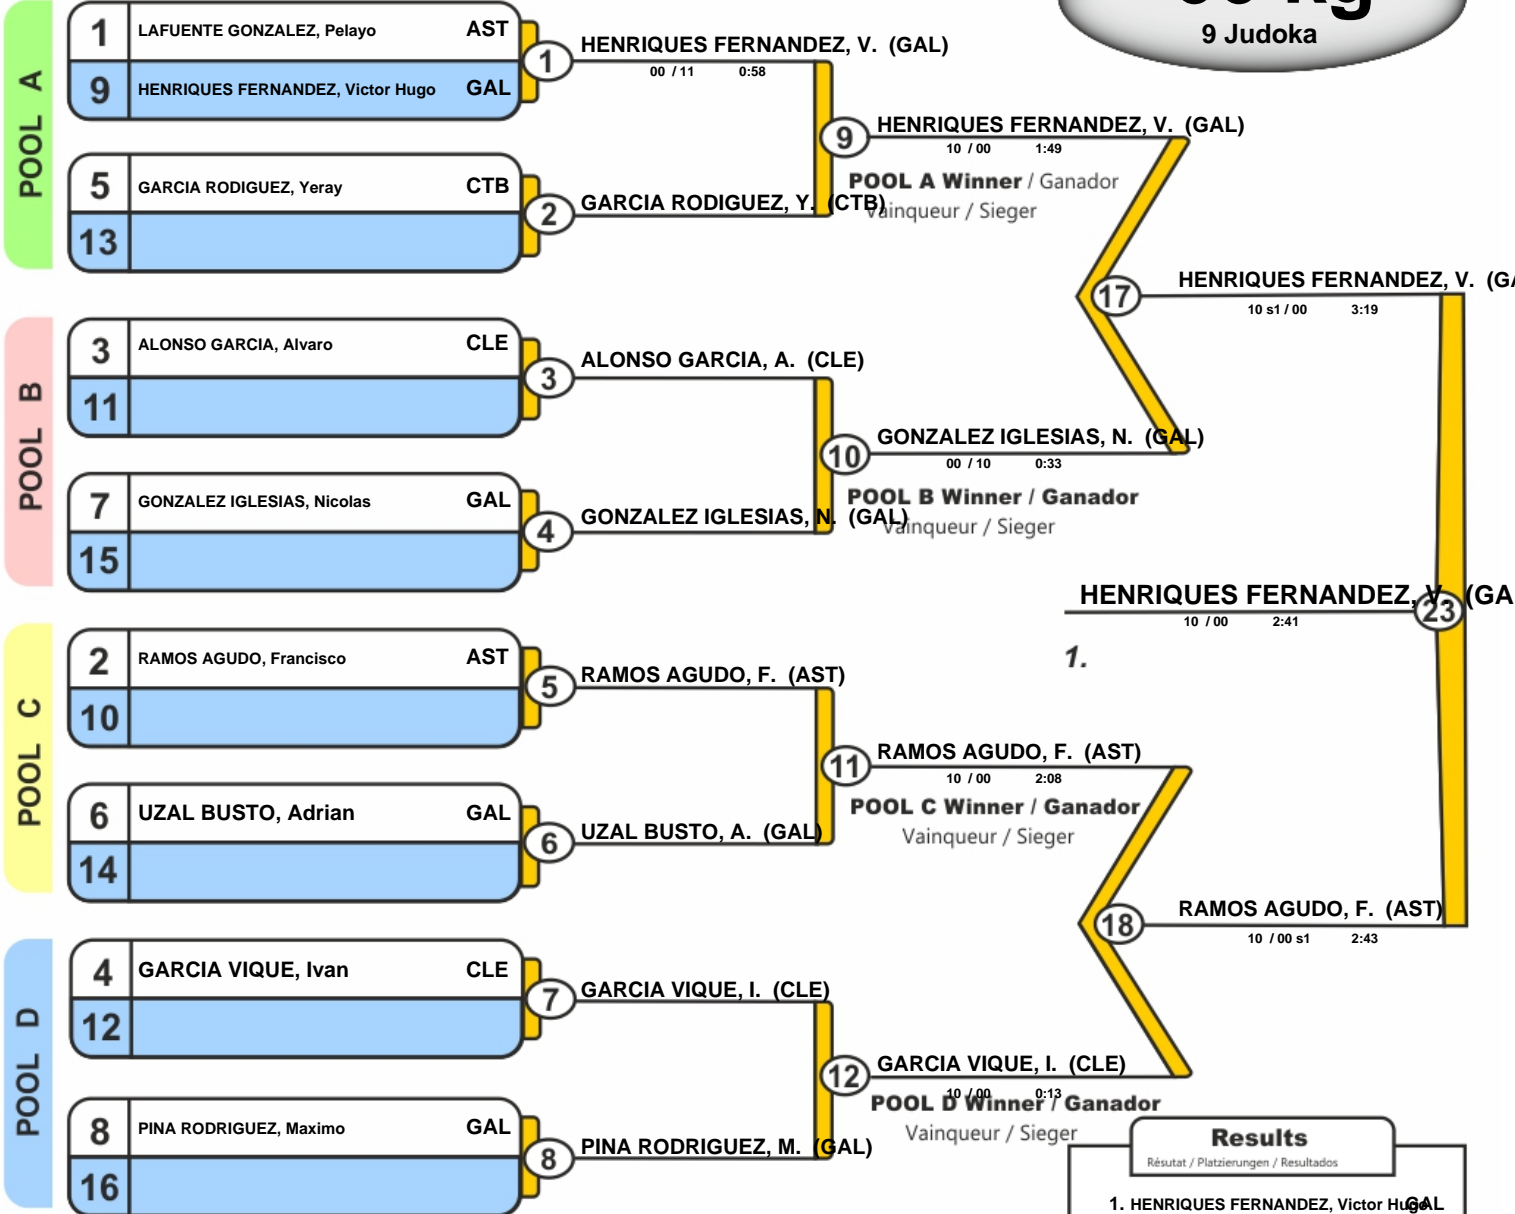 9 Judoka
POOL A
1 LAFUENTE GONZALEZ, Pelayo AST
9 HENRIQUES FERNANDEZ, Victor Hugo GAL
5 GARCIA RODIGUEZ, Yeray CTB
13
1 HENRIQUES FERNANDEZ, V. (GAL)
00 / 11 0:58
2 GARCIA RODIGUEZ, Y. (CTB)
9 HENRIQUES FERNANDEZ, V. (GAL)
10 / 00 1:49
POOL A Winner / Ganador
Vainqueur / Sieger
POOL B
3 ALONSO GARCIA, Alvaro CLE
11
7 GONZALEZ IGLESIAS, Nicolas GAL
15
3 ALONSO GARCIA, A. (CLE)
4 GONZALEZ IGLESIAS, N. (GAL)
10 GONZALEZ IGLESIAS, N. (GAL)
00 / 10 0:33
POOL B Winner / Ganador
Vainqueur / Sieger
17 HENRIQUES FERNANDEZ, V. (GA
10 s1 / 00 3:19
HENRIQUES FERNANDEZ, V. (GA
23
10 / 00 2:41
1.
POOL C
2 RAMOS AGUDO, Francisco AST
10
6 UZAL BUSTO, Adrian GAL
14
5 RAMOS AGUDO, F. (AST)
6 UZAL BUSTO, A. (GAL)
11 RAMOS AGUDO, F. (AST)
10 / 00 2:08
POOL C Winner / Ganador
Vainqueur / Sieger
18 RAMOS AGUDO, F. (AST)
10 / 00 s1 2:43
POOL D
4 GARCIA VIQUE, Ivan CLE
12
8 PINA RODRIGUEZ, Maximo GAL
16
7 GARCIA VIQUE, I. (CLE)
8 PINA RODRIGUEZ, M. (GAL)
12 GARCIA VIQUE, I. (CLE)
10 / 00 0:13
POOL D Winner / Ganador
Vainqueur / Sieger
Results
Résutat / Platzierungen / Resultados
1. HENRIQUES FERNANDEZ, Victor Hugo GAL